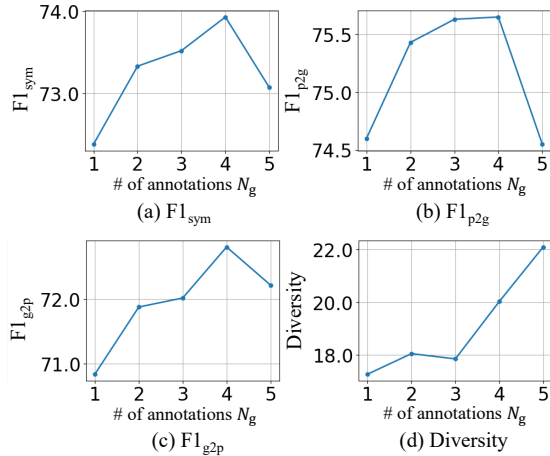 74.0
73.0
F1sym
1 2 3 4 5
# of annotations Ng
(a) F1sym
75.5
75.0
74.5
F1p2g
1 2 3 4 5
# of annotations Ng
(b) F1p2g
72.0
71.0
F1g2p
1 2 3 4 5
# of annotations Ng
(c) F1g2p
22.0
20.0
18.0
Diversity
1 2 3 4 5
# of annotations Ng
(d) Diversity